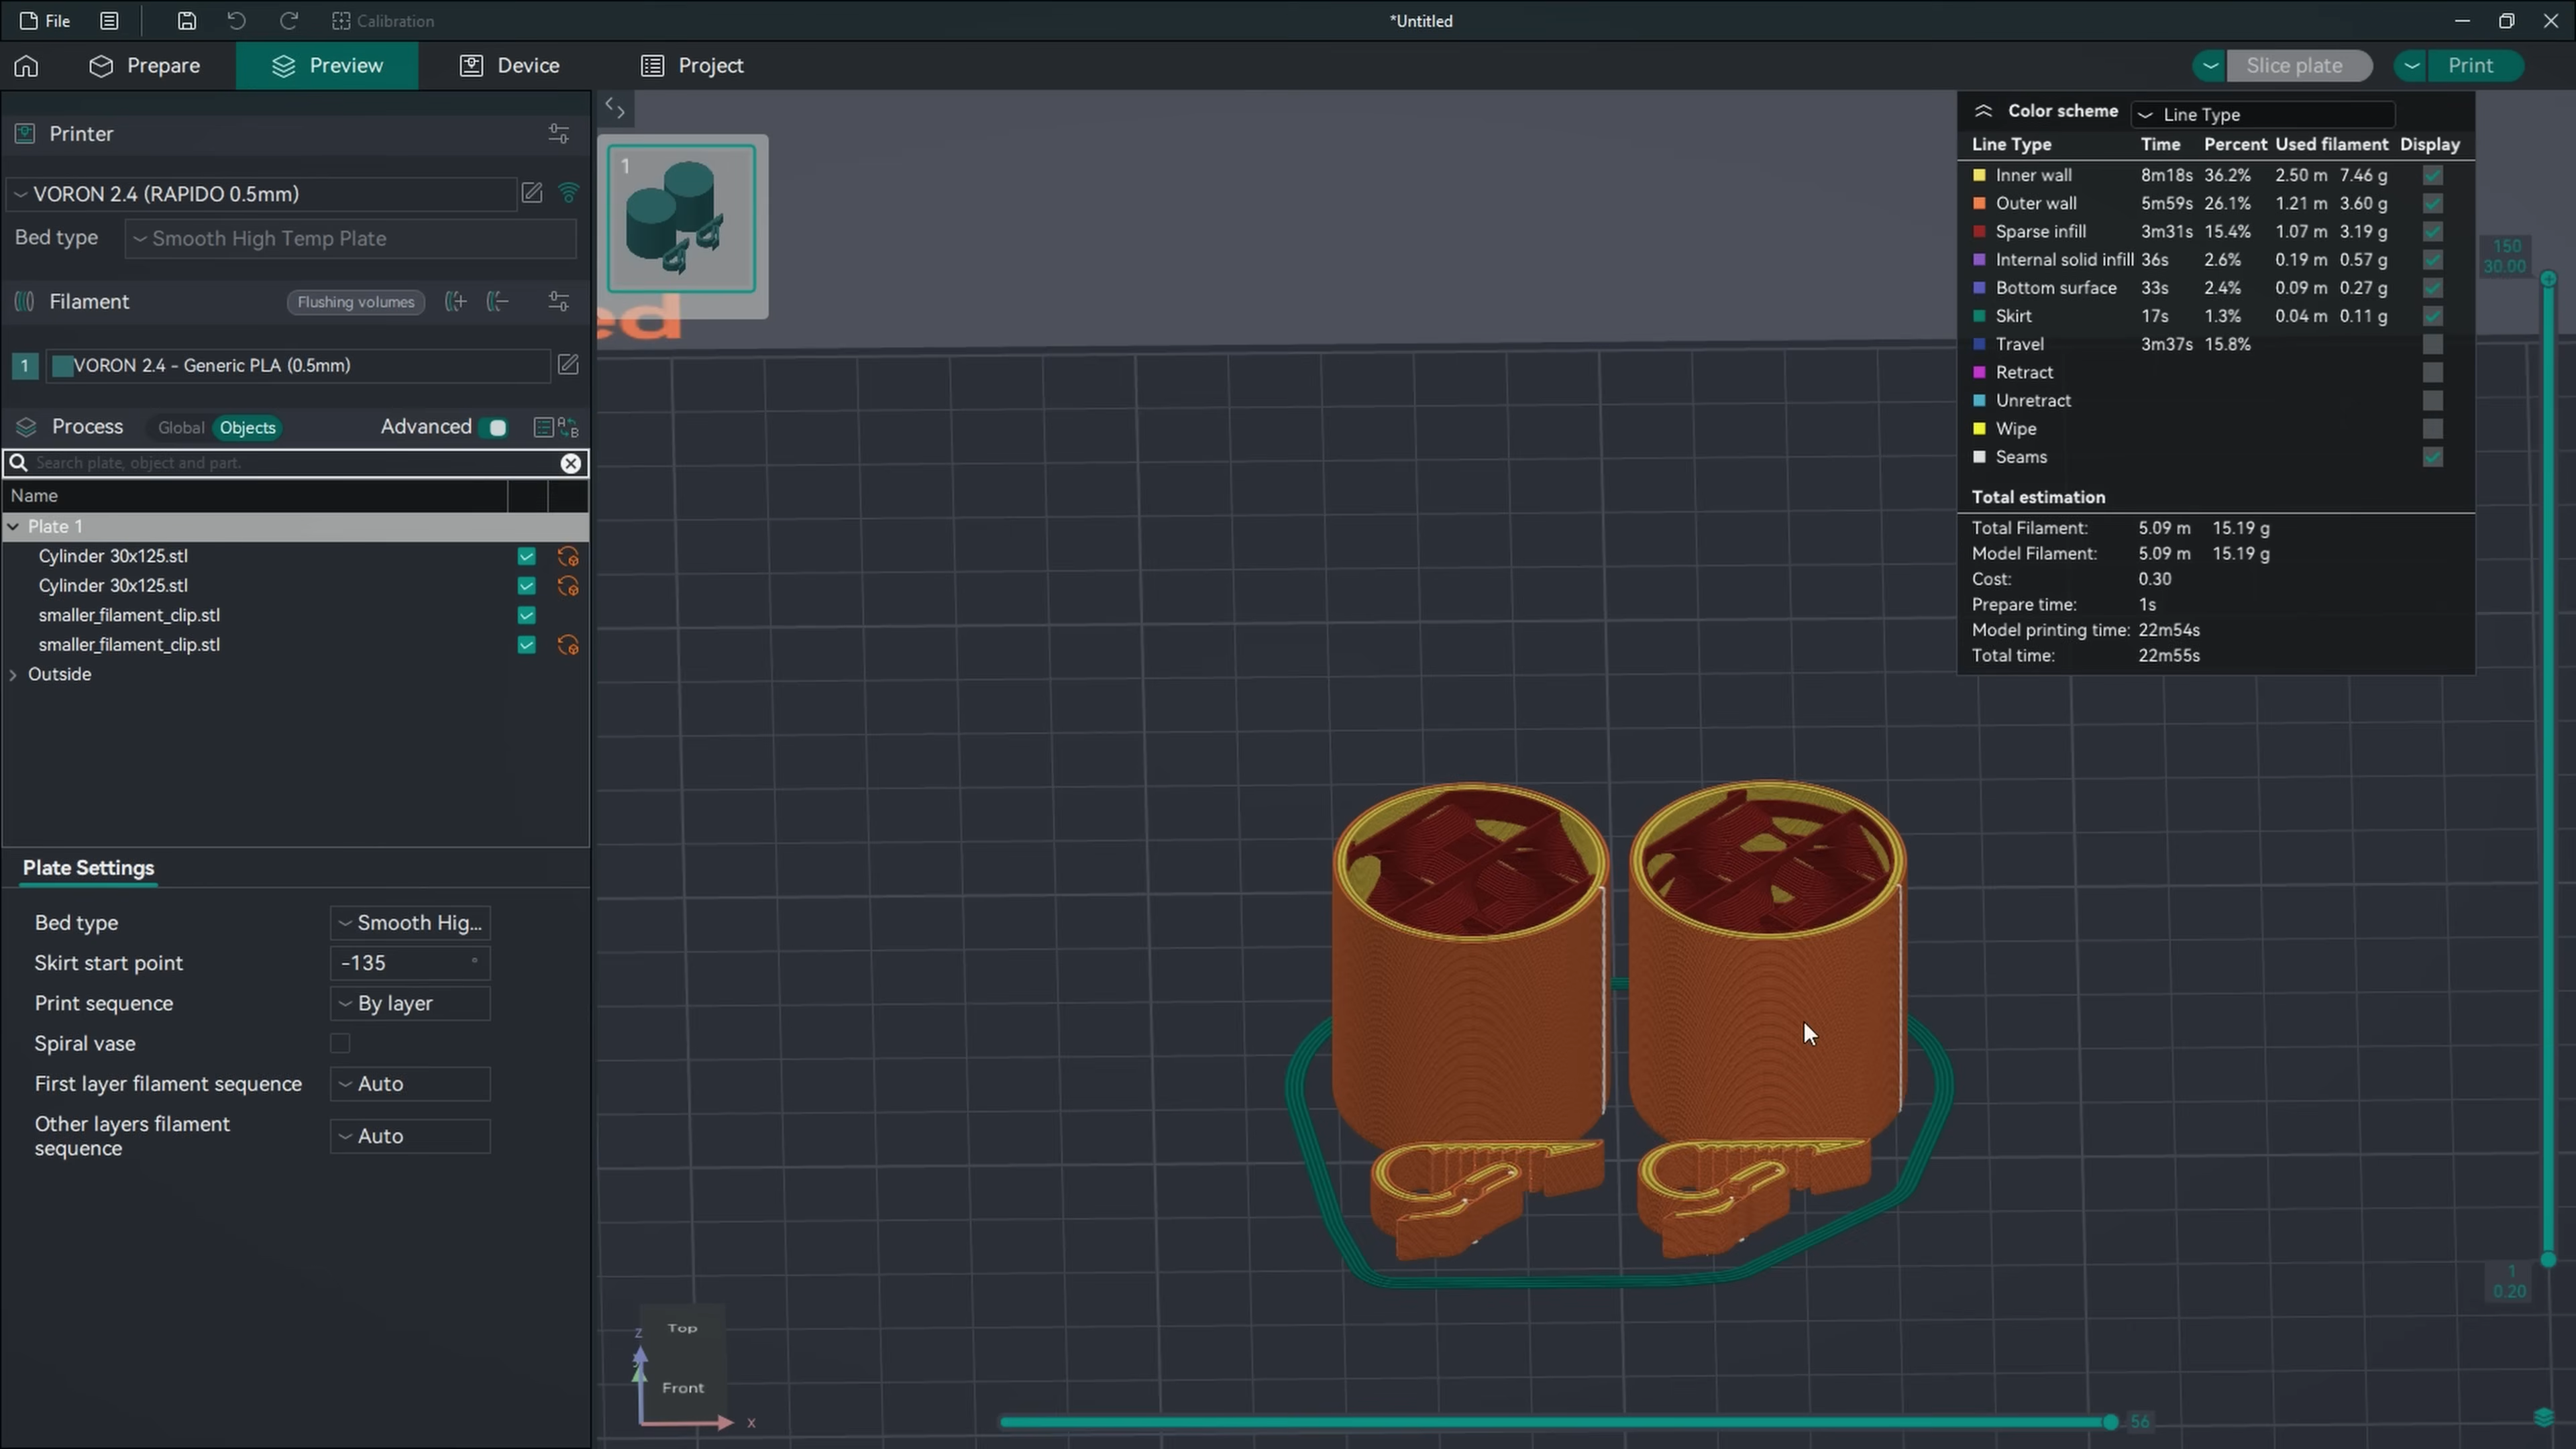 File
Calibration
*Untitled
Prepare
Preview
Device
Project
Slice plate
Print
Printer
VORON 2.4 (RAPIDO 0.5mm)
Bed type
Smooth High Temp Plate
Filament
Flushing volumes
1
VORON 2.4 - Generic PLA (0.5mm)
Process
Global
Objects
Advanced
Search plate, object and part.
Name
Plate 1
Cylinder 30x125.stl
Cylinder 30x125.stl
smaller_filament_clip.stl
smaller_filament_clip.stl
Outside
Plate Settings
Bed type
Smooth Hig...
Skirt start point
-135 °
Print sequence
By layer
Spiral vase
First layer filament sequence
Auto
Other layers filament
sequence
Auto
1
ed
Color scheme
Line Type
Line Type Time Percent Used filament Display
Inner wall 8m18s 36.2% 2.50 m 7.46 g
Outer wall 5m59s 26.1% 1.21 m 3.60 g
Sparse infill 3m31s 15.4% 1.07 m 3.19 g
Internal solid infill 36s 2.6% 0.19 m 0.57 g
Bottom surface 33s 2.4% 0.09 m 0.27 g
Skirt 17s 1.3% 0.04 m 0.11 g
Travel 3m37s 15.8%
Retract
Unretract
Wipe
Seams
Total estimation
Total Filament: 5.09 m 15.19 g
Model Filament: 5.09 m 15.19 g
Cost: 0.30
Prepare time: 1s
Model printing time: 22m54s
Total time: 22m55s
150
30.00
1
0.20
Top
Front
z
x
56